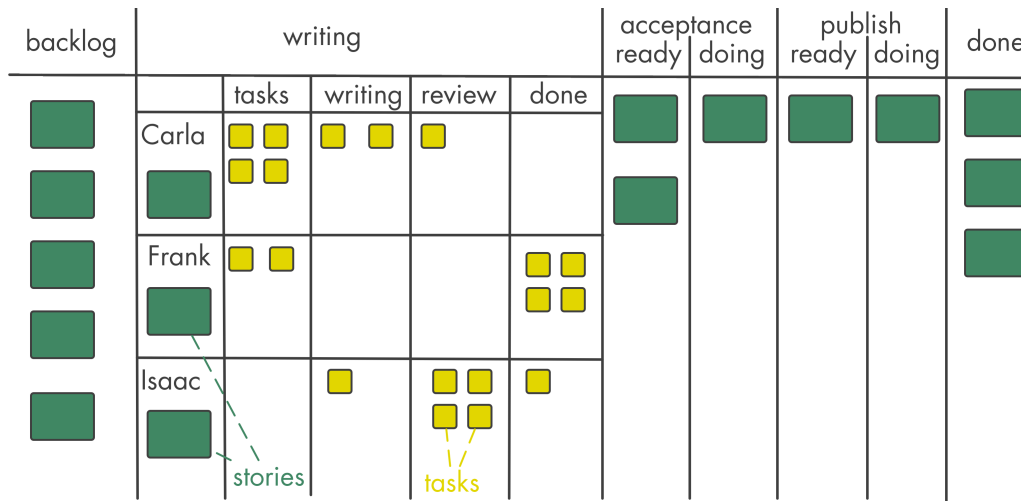 backlog
writing
acceptance
ready doing
publish
ready doing
done
tasks writing review done
Carla
Frank
Isaac
stories
tasks